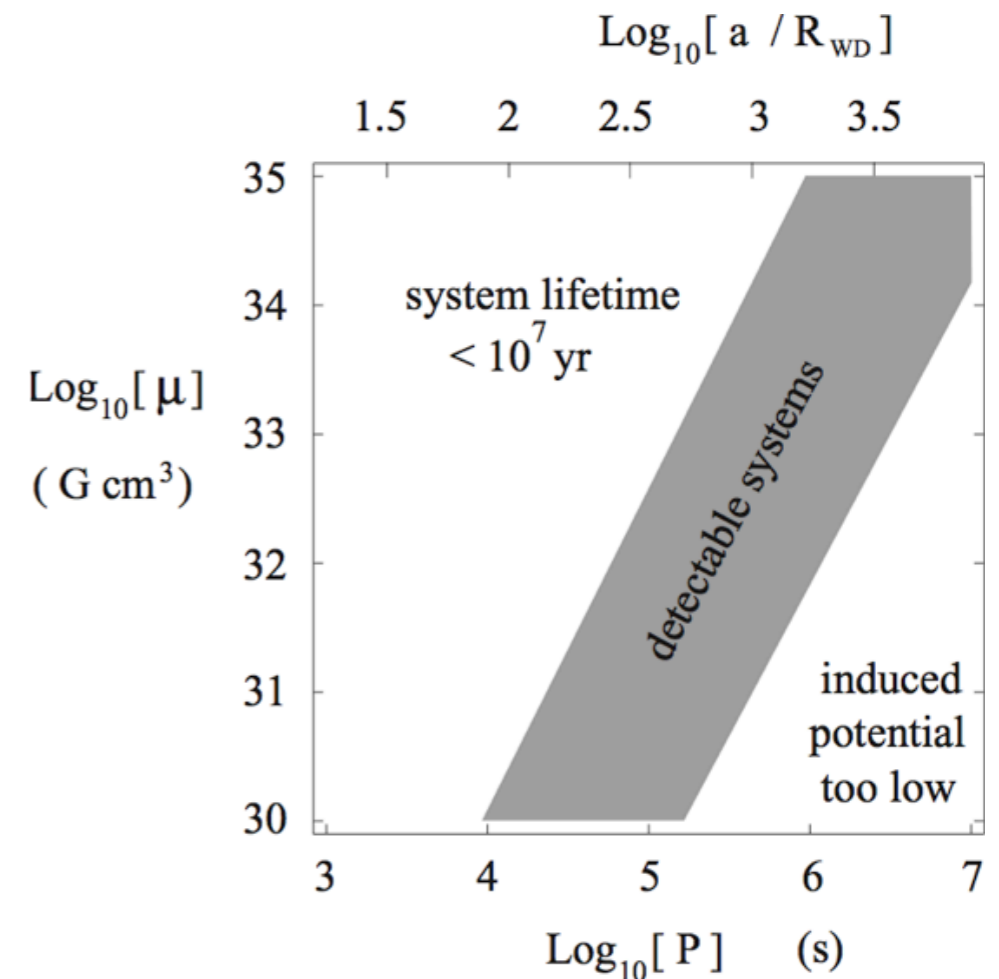 Log10[ a / RWD ]
1.5 2 2.5 3 3.5
35
system lifetime
34
< 10^7 yr
Log10[ μ ]
33
( G cm³)
detectable systems
32
31
induced
potential
too low
30
3 4 5 6 7
Log10[ P ] (s)